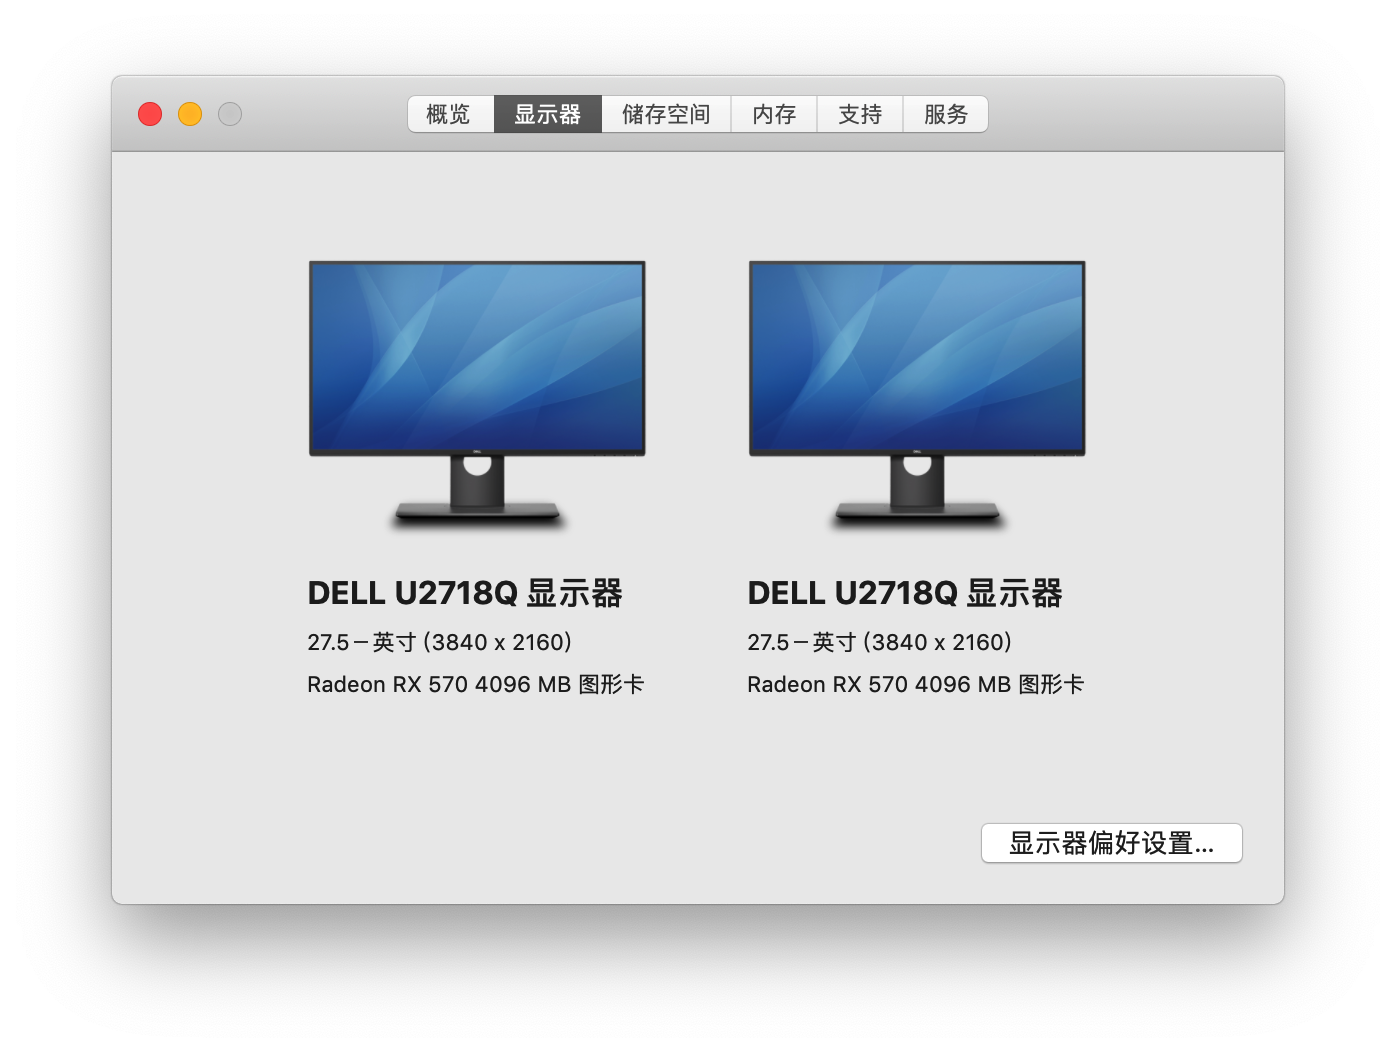 概览 显示器 储存空间 内存 支持 服务
DELL U2718Q 显示器
27.5－英寸 (3840 x 2160)
Radeon RX 570 4096 MB 图形卡
DELL U2718Q 显示器
27.5－英寸 (3840 x 2160)
Radeon RX 570 4096 MB 图形卡
显示器偏好设置...